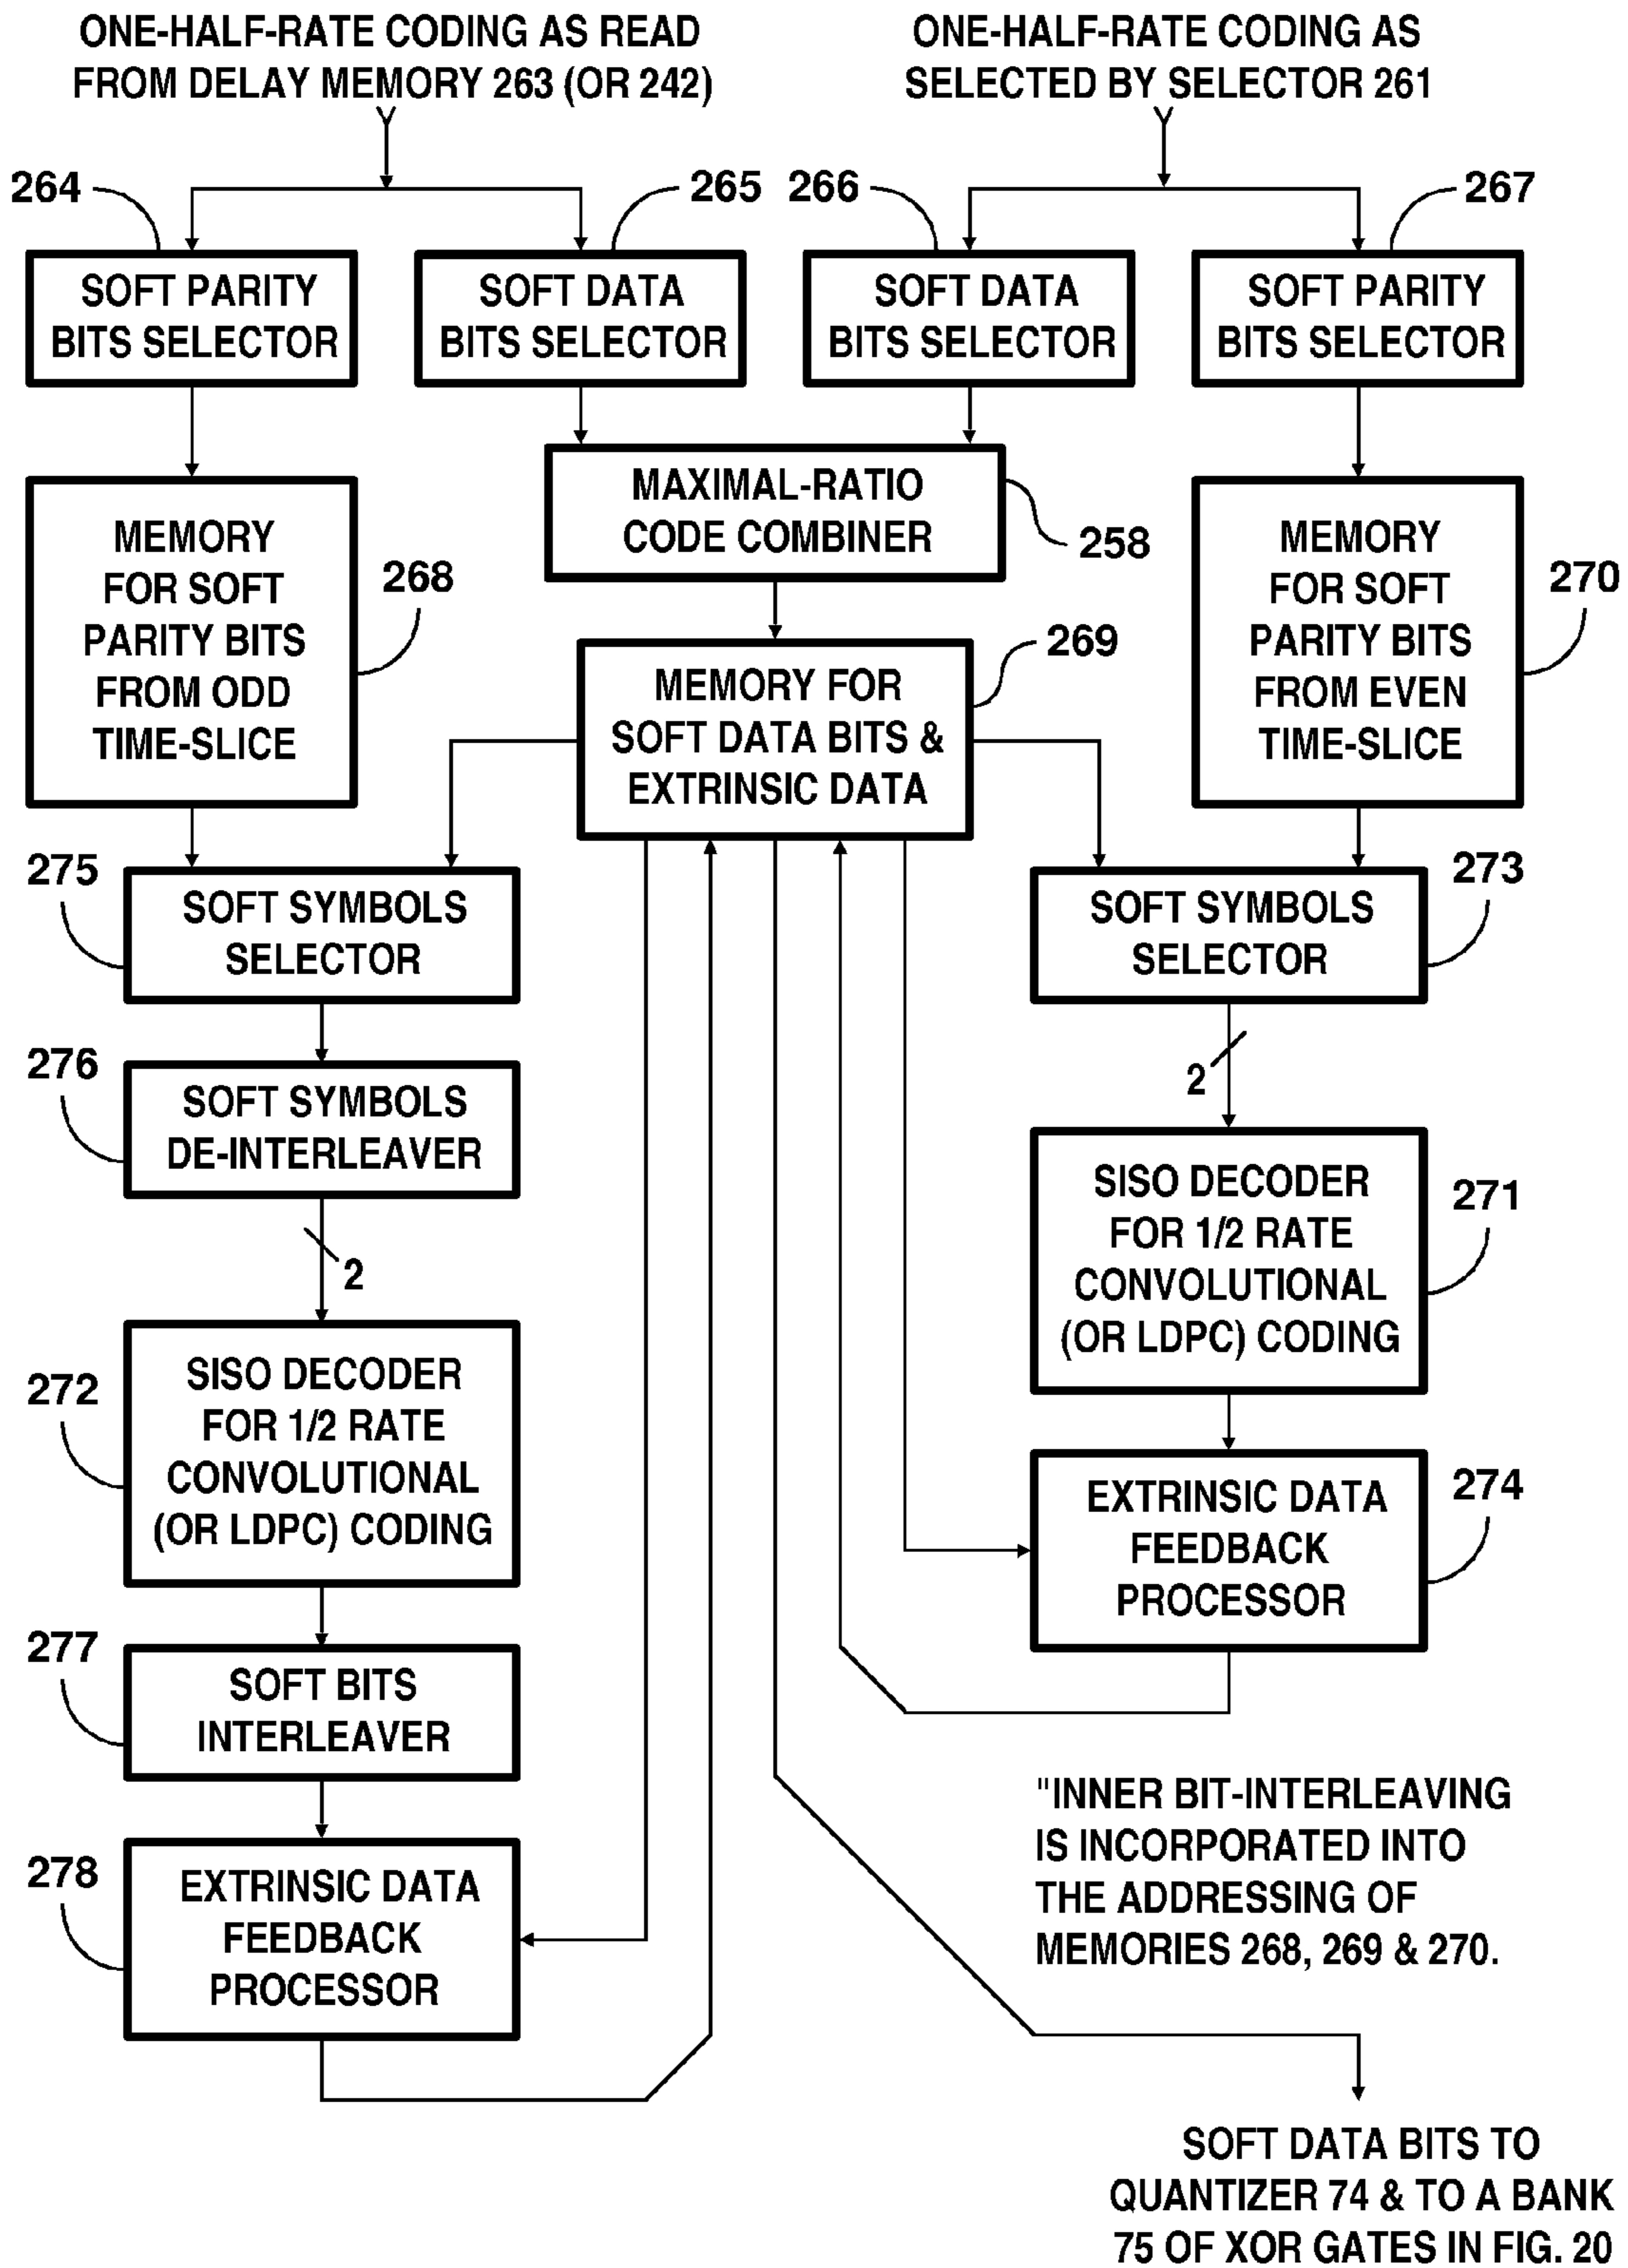 ONE-HALF-RATE CODING AS READ
FROM DELAY MEMORY 263 (OR 242)
ONE-HALF-RATE CODING AS
SELECTED BY SELECTOR 261
264
265
266
267
SOFT PARITY
BITS SELECTOR
SOFT DATA
BITS SELECTOR
SOFT DATA
BITS SELECTOR
SOFT PARITY
BITS SELECTOR
MEMORY
FOR SOFT
PARITY BITS
FROM ODD
TIME-SLICE
268
MAXIMAL-RATIO
CODE COMBINER
258
MEMORY
FOR SOFT
PARITY BITS
FROM EVEN
TIME-SLICE
270
269
MEMORY FOR
SOFT DATA BITS &
EXTRINSIC DATA
275
SOFT SYMBOLS
SELECTOR
273
SOFT SYMBOLS
SELECTOR
276
SOFT SYMBOLS
DE-INTERLEAVER
2
2
SISO DECODER
FOR 1/2 RATE
CONVOLUTIONAL
(OR LDPC) CODING
271
272
SISO DECODER
FOR 1/2 RATE
CONVOLUTIONAL
(OR LDPC) CODING
EXTRINSIC DATA
FEEDBACK
PROCESSOR
274
277
SOFT BITS
INTERLEAVER
278
EXTRINSIC DATA
FEEDBACK
PROCESSOR
"INNER BIT-INTERLEAVING
IS INCORPORATED INTO
THE ADDRESSING OF
MEMORIES 268, 269 & 270.
SOFT DATA BITS TO
QUANTIZER 74 & TO A BANK
75 OF XOR GATES IN FIG. 20